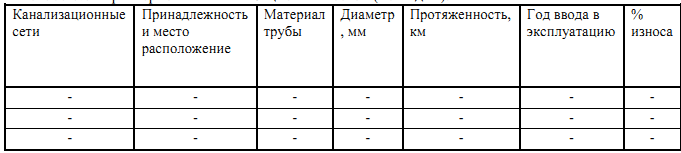 Канализационные сети | Принадлежность и место расположение | Материал трубы | Диаметр , мм | Протяженность, км | Год ввода в эксплуатацию | % износа
- | - | - | - | - | - | -
- | - | - | - | - | - | -
- | - | - | - | - | - | -